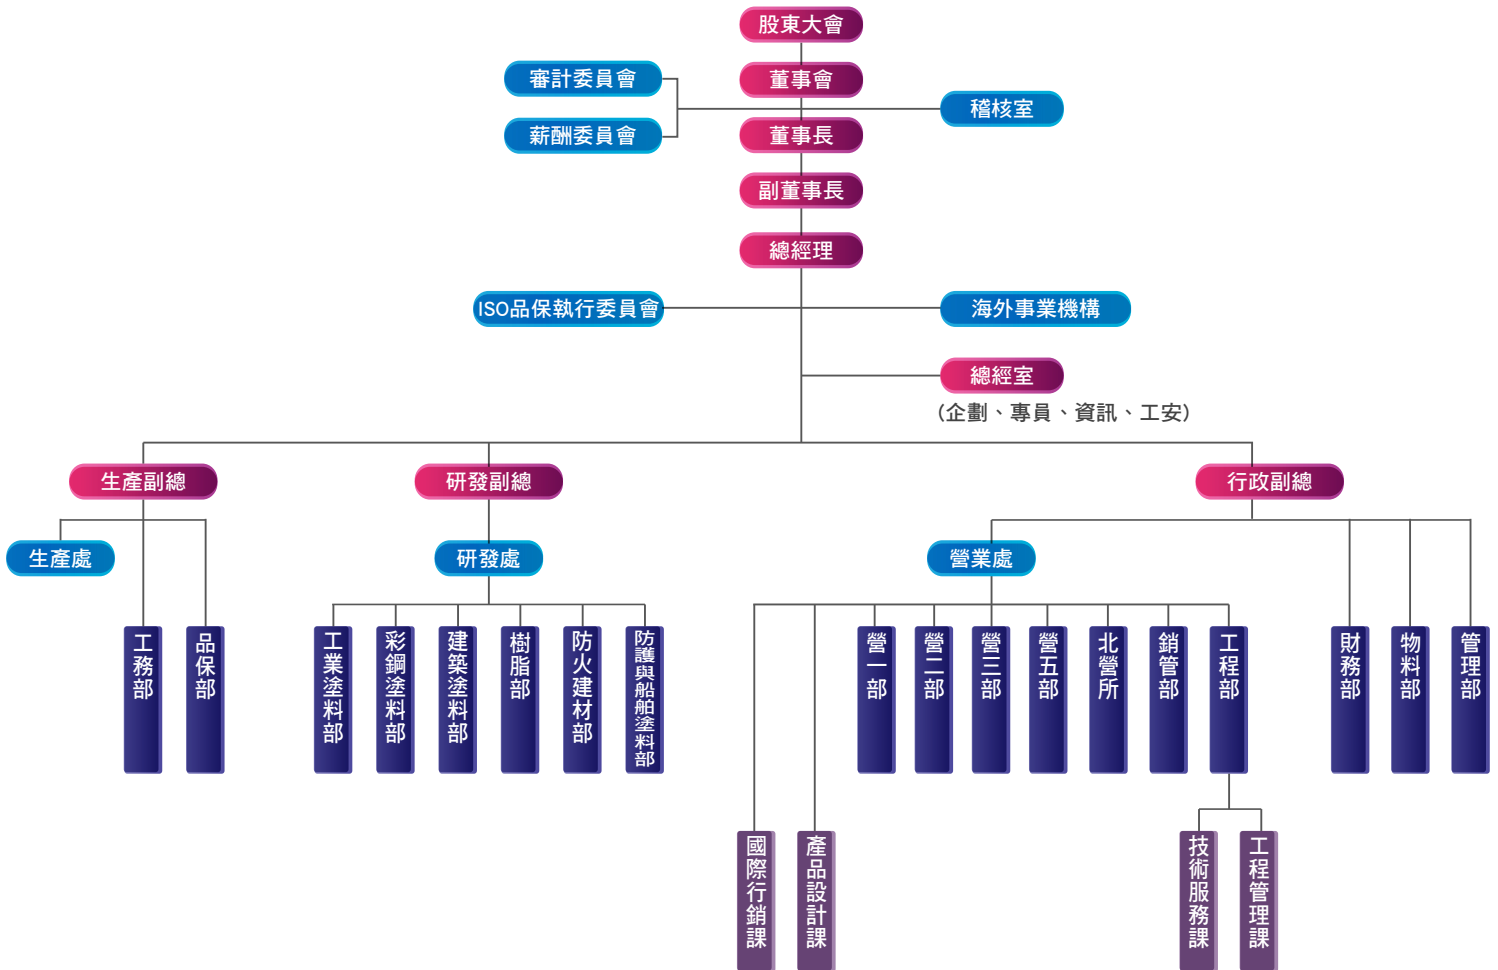 股東大會
審計委員會
董事會
稽核室
薪酬委員會
董事長
副董事長
總經理
ISO品保執行委員會
海外事業機構
總經室
（企劃、專員、資訊、工安）
生產副總
研發副總
行政副總
生產處
研發處
營業處
工務部
品保部
工業塗料部
彩鋼塗料部
建築塗料部
樹脂部
防火建材部
防護與船舶塗料部
營一部
營二部
營三部
營五部
北營所
銷管部
工程部
財務部
物料部
管理部
國際行銷課
產品設計課
技術服務課
工程管理課